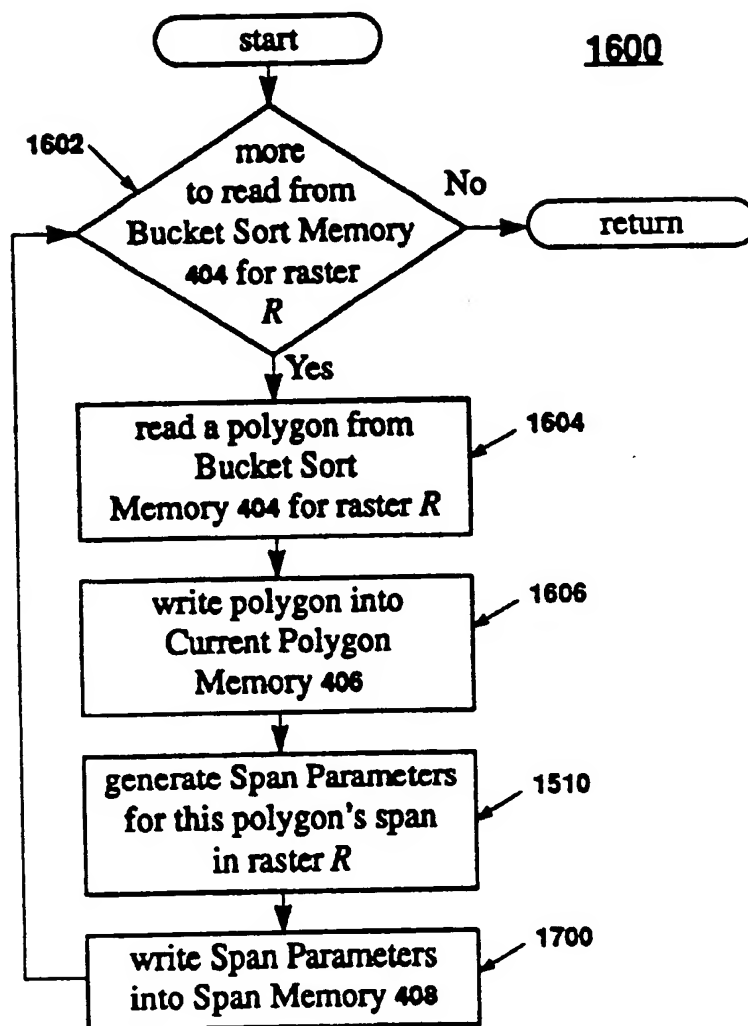 start
1600
1602
more
to read from
Bucket Sort Memory
404 for raster
R
No
return
Yes
read a polygon from
Bucket Sort
Memory 404 for raster R
1604
write polygon into
Current Polygon
Memory 406
1606
generate Span Parameters
for this polygon's span
in raster R
1510
write Span Parameters
into Span Memory 408
1700